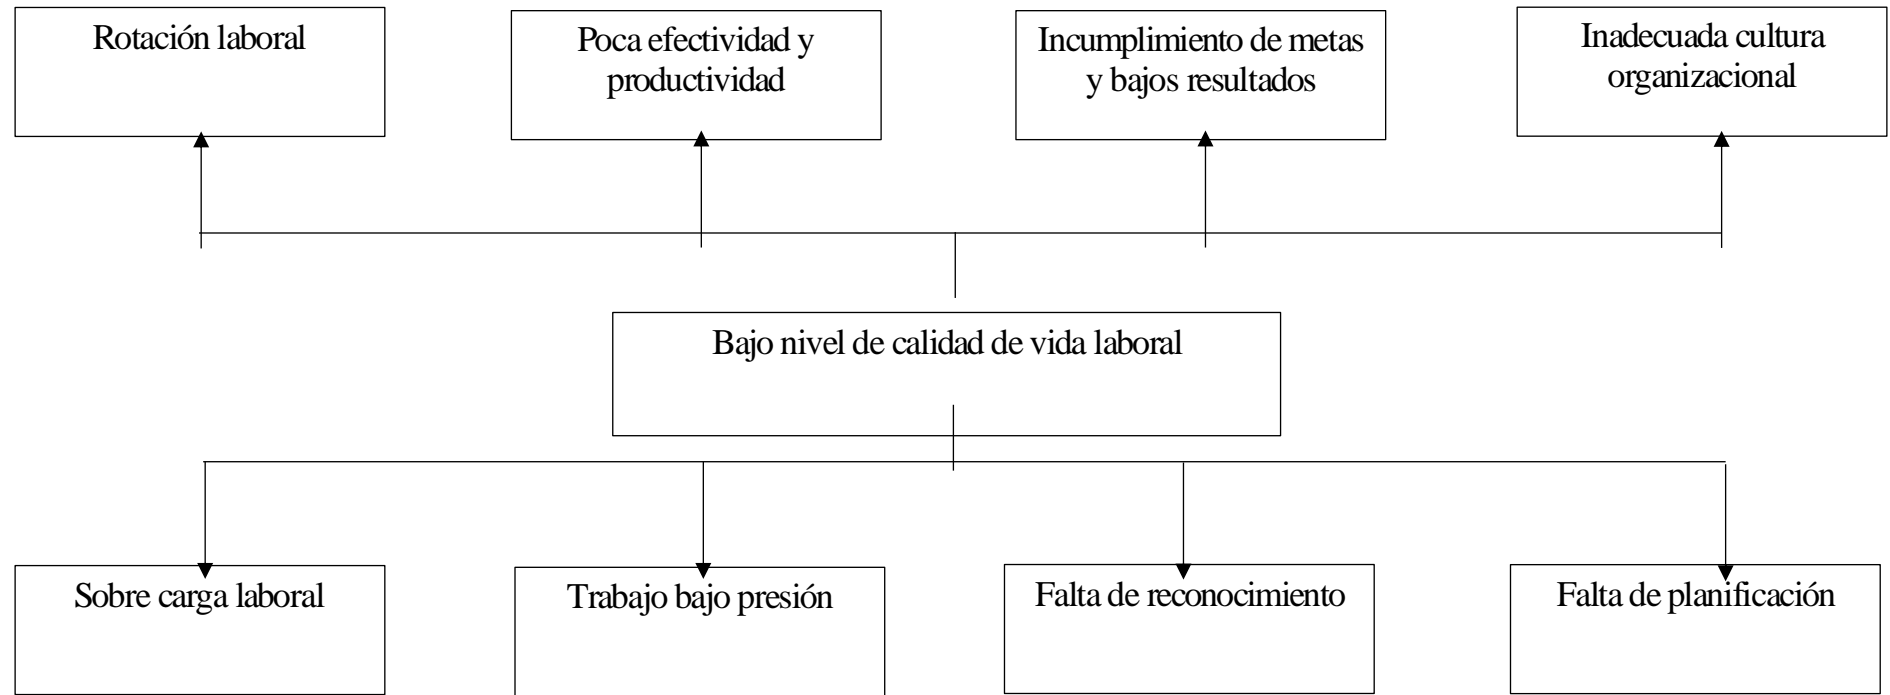 Rotación laboral
Poca efectividad y
productividad
Incumplimiento de metas
y bajos resultados
Inadecuada cultura
organizacional
Bajo nivel de calidad de vida laboral
Sobre carga laboral
Trabajo bajo presión
Falta de reconocimiento
Falta de planificación